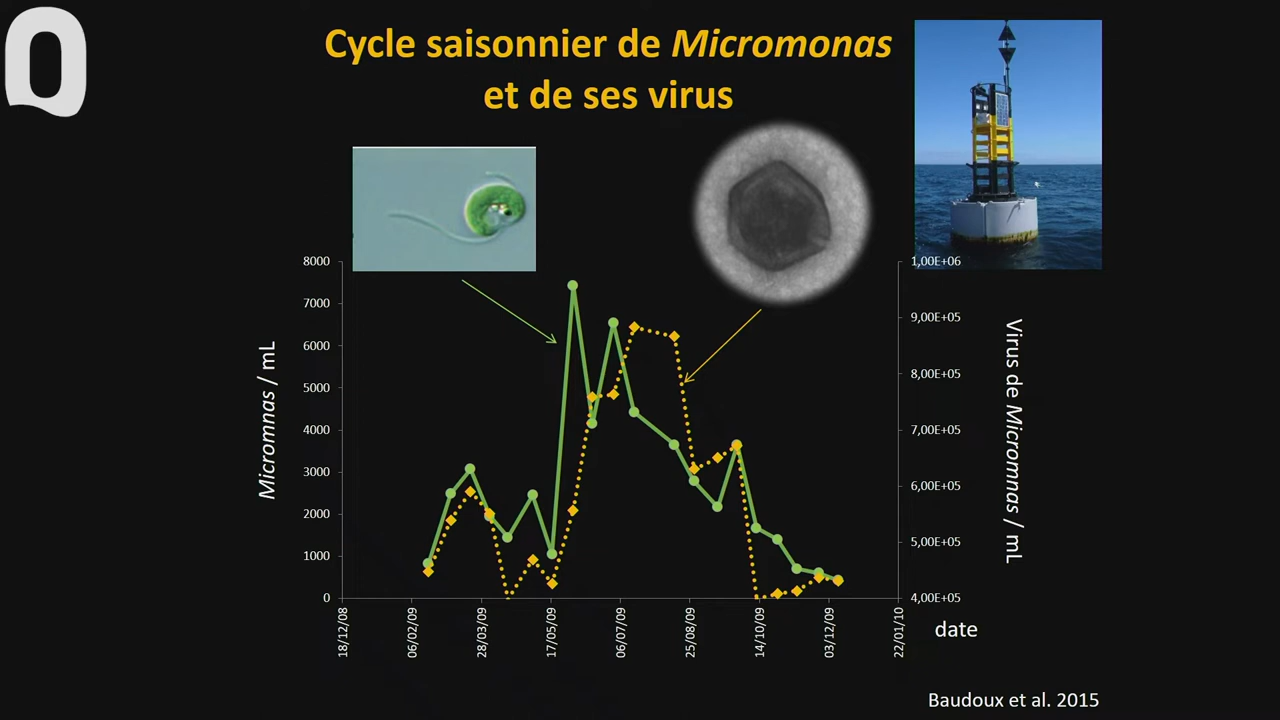 Q
Cycle saisonnier de Micromonas
et de ses virus
8000
7000
6000
5000
4000
3000
2000
1000
0
Micromnas / mL
1,00E+06
9,00E+05
8,00E+05
7,00E+05
6,00E+05
5,00E+05
4,00E+05
Virus de Micromnas / mL
18/12/08
06/02/09
28/03/09
17/05/09
06/07/09
25/08/09
14/10/09
03/12/09
22/01/10
date
Baudoux et al. 2015